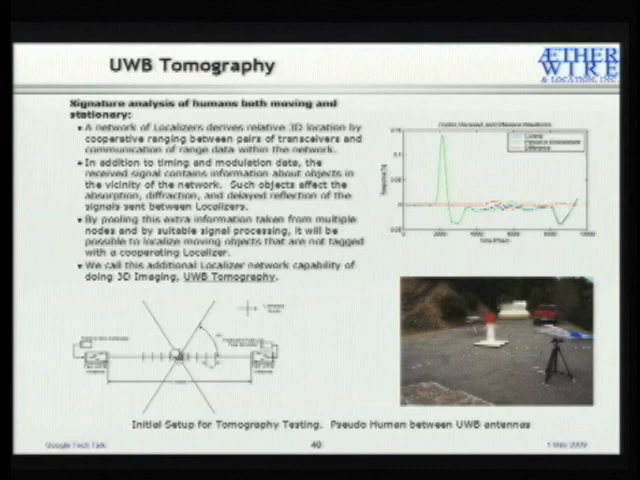 UWB Tomography
ÆTHER
WIRE
& LOCATION, INC.
Signature analysis of humans both moving and
stationary:
A network of Localizers derives relative 3D location by
cooperative ranging between pairs of transceivers and
communication of range data within the network.
In addition to timing and modulation data, the
received signal contains information about objects in
the vicinity of the network. Such objects affect the
absorption, diffraction, and delayed reflection of the
signals sent between Localizers.
By pooling this extra information taken from multiple
nodes and by suitable signal processing, it will be
possible to localize moving objects that are not tagged
with a cooperating Localizer.
We call this additional Localizer network capability of
doing 3D Imaging, UWB Tomography.
Initial Setup for Tomography Testing. Pseudo Human between UWB antennas
Google Tech Talk
40
1 May 2009